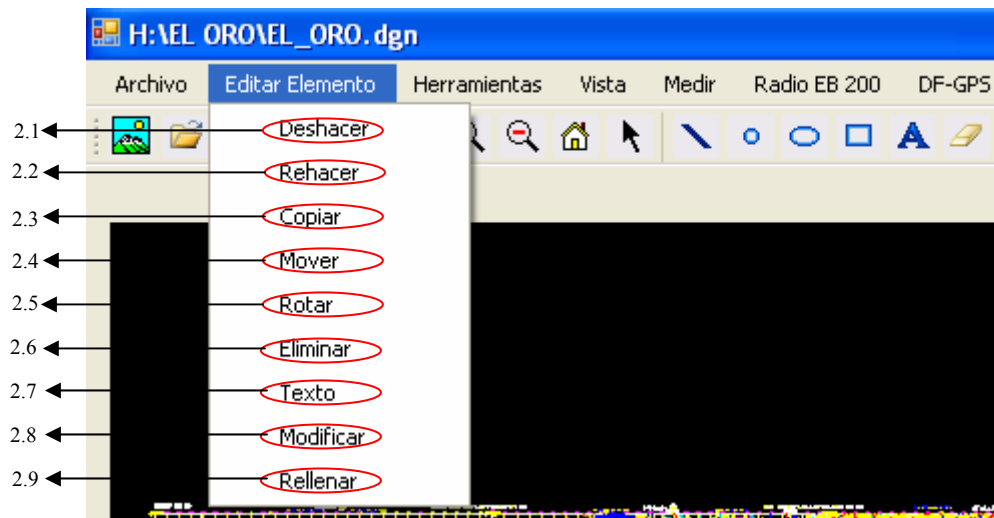 H:\EL ORO\EL_ORO.dgn
Archivo Editar Elemento Herramientas Vista Medir Radio EB 200 DF-GPS
2.1 Deshacer
A
2.2 Rehacer
2.3 Copiar
2.4 Mover
2.5 Rotar
2.6 Eliminar
2.7 Texto
2.8 Modificar
2.9 Rellenar